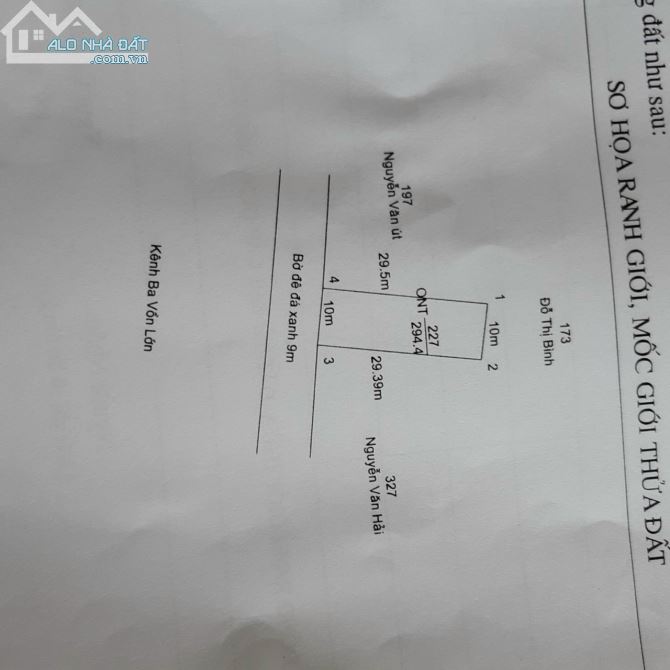 ALO NHÀ ĐẤT
.com.vn
g đất như sau:
SƠ HỌA RANH GIỚI, MỐC GIỚI THỬA ĐẤT
173
Đỗ Thị Bình
1
10m
2
197
Nguyễn Văn út
29.5m
ONT
227
294.4
29.39m
327
Nguyễn Văn Hải
4
10m
3
Bờ đê đá xanh 9m
Kênh Ba Vồn Lớn